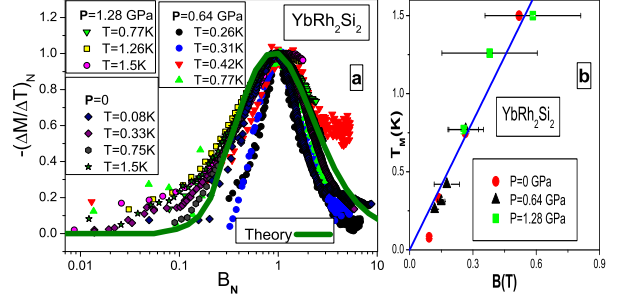 P=1.28 GPa
T=0.77K
T=1.26K
T=1.5K
P=0.64 GPa
T=0.26K
T=0.31K
T=0.42K
T=0.77K
YbRh2Si2
a
P=0
T=0.08K
T=0.33K
T=0.75K
T=1.5K
Theory
-(ΔM/ΔT)N
1.2
1.0
0.8
0.6
0.4
0.2
0.0
0.01
0.1
1
10
BN
b
YbRh2Si2
P=0 GPa
P=0.64 GPa
P=1.28 GPa
TM(K)
1.5
1.0
0.5
0.0
0.0
0.3
0.6
0.9
B(T)